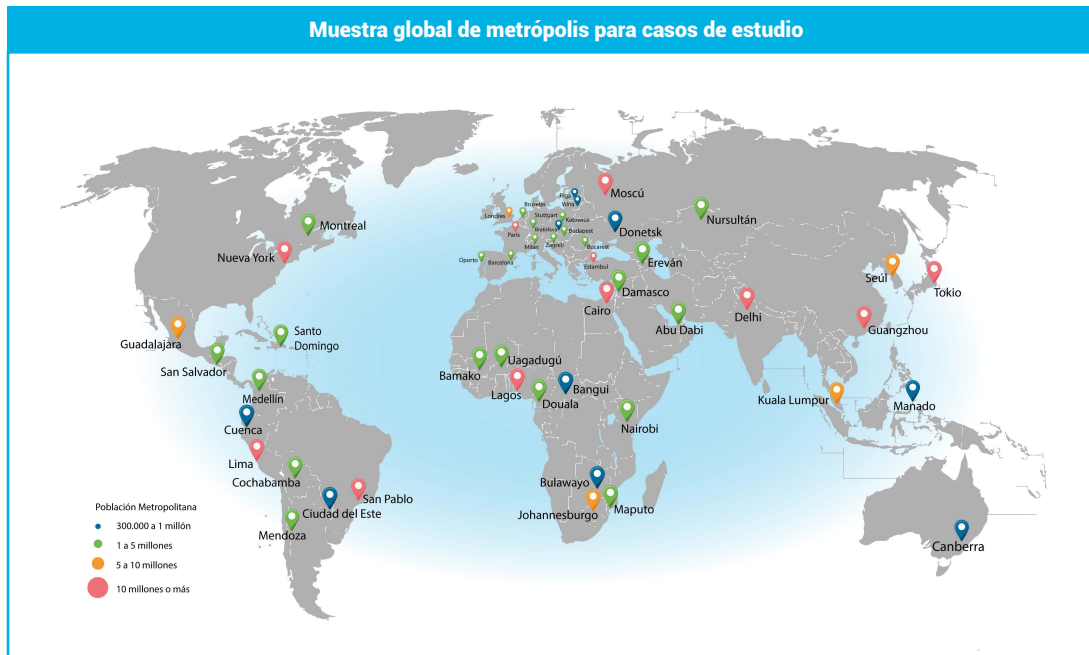 Muestra global de metrópolis para casos de estudio
Montreal
Nueva York
Guadalajara
San Salvador
Santo
Domingo
Medellín
Cuenca
Lima
Cochabamba
San Pablo
Ciudad del Este
Mendoza
Londres
Bruselas
Riga
Vilna
Moscú
Stuttgart
Katowice
Bratislava
Budapest
París
Milán
Zagreb
Bucarest
Oporto
Barcelona
Estambul
Donetsk
Nursultán
Ereván
Damasco
Cairo
Abu Dabi
Delhi
Seúl
Tokio
Guangzhou
Kuala Lumpur
Manado
Bamako
Uagadugú
Lagos
Douala
Bangui
Nairobi
Bulawayo
Johannesburgo
Maputo
Canberra
Población Metropolitana
300.000 a 1 millón
1 a 5 millones
5 a 10 millones
10 millones o más